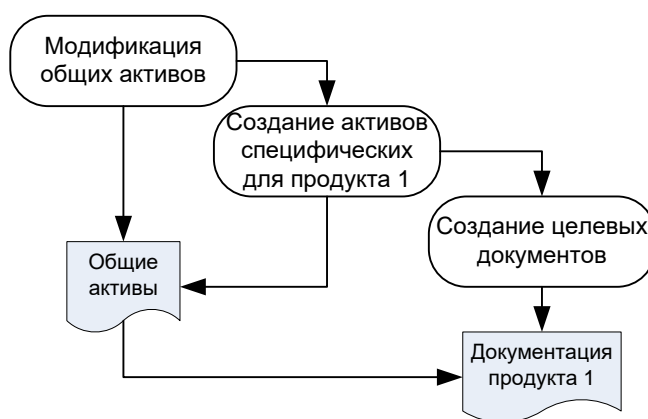 Модификация
общих активов
Создание активов
специфических
для продукта 1
Создание целевых
документов
Общие
активы
Документация
продукта 1